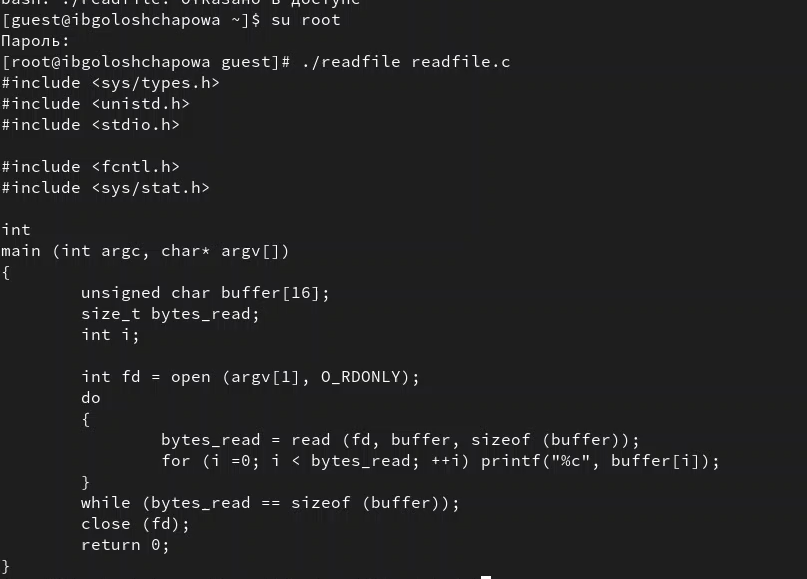 bash: ./readfile: Отказано в доступе
[guest@ibgoloshchapowa ~]$ su root
Пароль:
[root@ibgoloshchapowa guest]# ./readfile readfile.c
#include <sys/types.h>
#include <unistd.h>
#include <stdio.h>

#include <fcntl.h>
#include <sys/stat.h>

int
main (int argc, char* argv[])
{
        unsigned char buffer[16];
        size_t bytes_read;
        int i;

        int fd = open (argv[1], O_RDONLY);
        do
        {
                bytes_read = read (fd, buffer, sizeof (buffer));
                for (i =0; i < bytes_read; ++i) printf("%c", buffer[i]);
        }
        while (bytes_read == sizeof (buffer));
        close (fd);
        return 0;
}